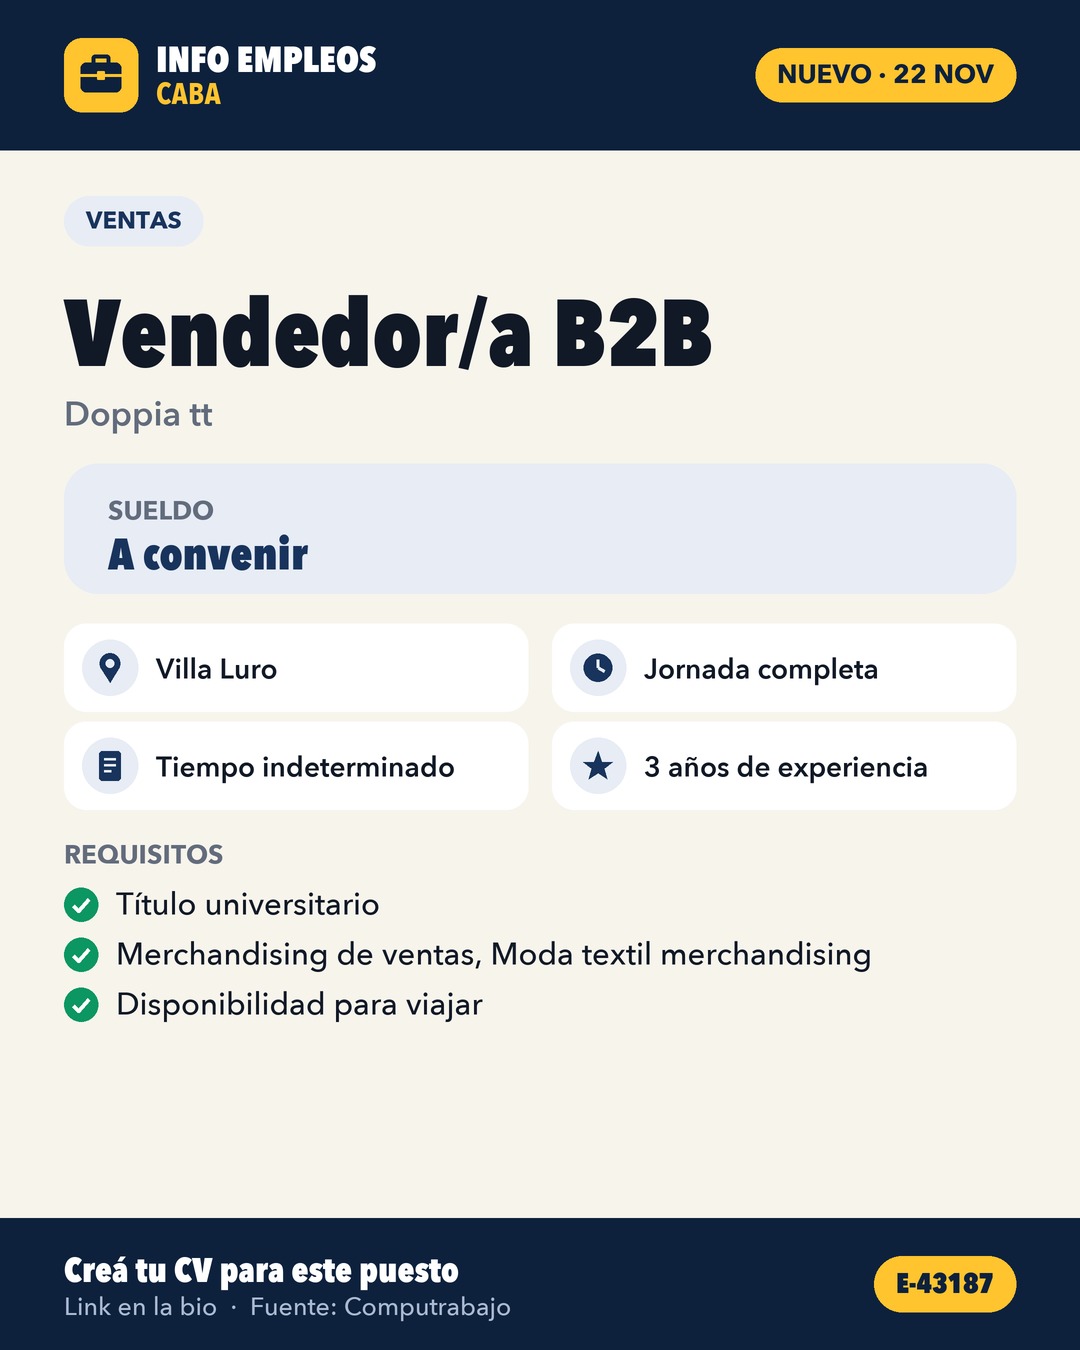 INFO EMPLEOS
CABA
NUEVO · 22 NOV
VENTAS
Vendedor/a B2B
Doppia tt
SUELDO
A convenir
Villa Luro
Jornada completa
Tiempo indeterminado
3 años de experiencia
REQUISITOS
Título universitario
Merchandising de ventas, Moda textil merchandising
Disponibilidad para viajar
Creá tu CV para este puesto
Link en la bio · Fuente: Computrabajo
E-43187